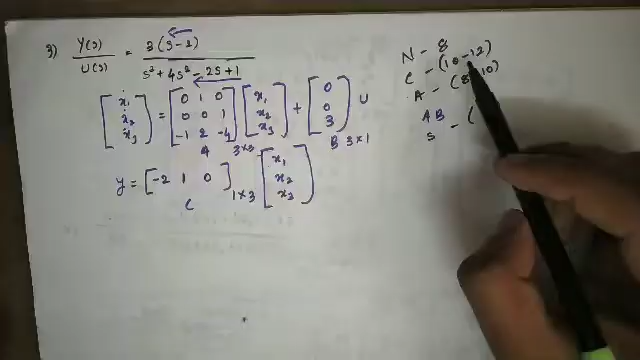 3) Y(s)/U(s) = 3(s-2)/s³+4s²-2s+1
[ẋ₁ ẋ₂ ẋ₃] = [0 1 0; 0 0 1; -1 2 -4] [x₁ x₂ x₃] + [0 0 3] U
A 3×3 B 3×1
y = [-2 1 0] 1×3 [x₁ x₂ x₃]
C
N - 8
C - (10-12)
A - (8-10)
AB
S - (